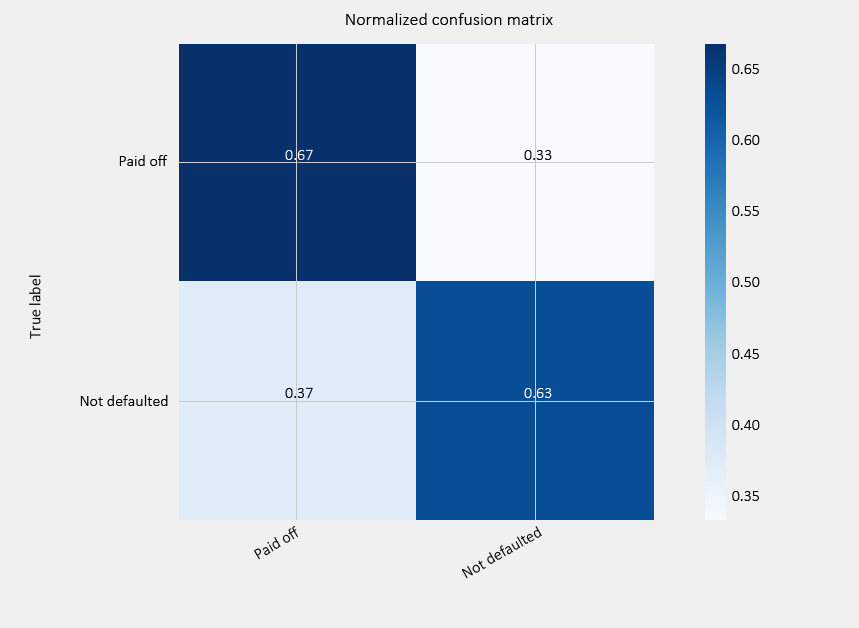 Normalized confusion matrix
Paid off
0.67
0.33
Not defaulted
0.37
0.63
True label
Paid off
Not defaulted
0.65
0.60
0.55
0.50
0.45
0.40
0.35